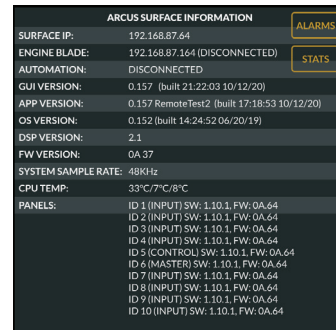 ARCUS SURFACE INFORMATION
ALARMS
STATS
SURFACE IP: 192.168.87.64
ENGINE BLADE: 192.168.87.164 (DISCONNECTED)
AUTOMATION: DISCONNECTED
GUI VERSION: 0.157 (built 21:22:03 10/12/20)
APP VERSION: 0.157 RemoteTest2 (built 17:18:53 10/12/20)
OS VERSION: 0.152 (built 14:24:52 06/20/19)
DSP VERSION: 2.1
FW VERSION: 0A 37
SYSTEM SAMPLE RATE: 48KHz
CPU TEMP: 33°C/7°C/8°C
PANELS: ID 1 (INPUT) SW: 1.10.1, FW: 0A.64
ID 2 (INPUT) SW: 1.10.1, FW: 0A.64
ID 3 (INPUT) SW: 1.10.1, FW: 0A.64
ID 4 (INPUT) SW: 1.10.1, FW: 0A.64
ID 5 (CONTROL) SW: 1.10.1, FW: 0A.64
ID 6 (MASTER) SW: 1.10.1, FW: 0A.64
ID 7 (INPUT) SW: 1.10.1, FW: 0A.64
ID 8 (INPUT) SW: 1.10.1, FW: 0A.64
ID 9 (INPUT) SW: 1.10.1, FW: 0A.64
ID 10 (INPUT) SW: 1.10.1, FW: 0A.64